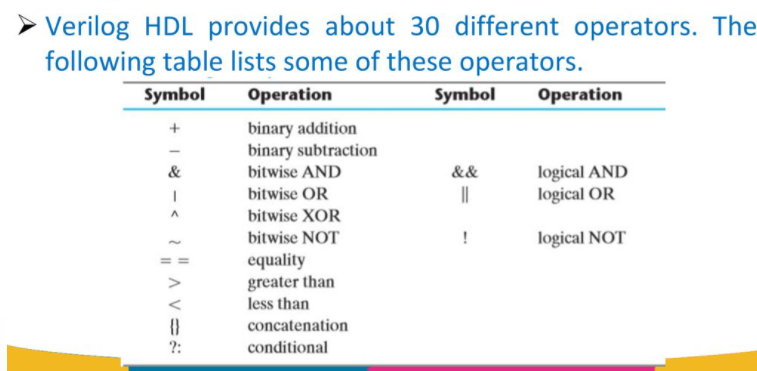 ➢ Verilog HDL provides about 30 different operators. The
following table lists some of these operators.
Symbol Operation Symbol Operation
+ binary addition
− binary subtraction
& bitwise AND && logical AND
| bitwise OR || logical OR
^ bitwise XOR
~ bitwise NOT ! logical NOT
= = equality
> greater than
< less than
{} concatenation
?: conditional